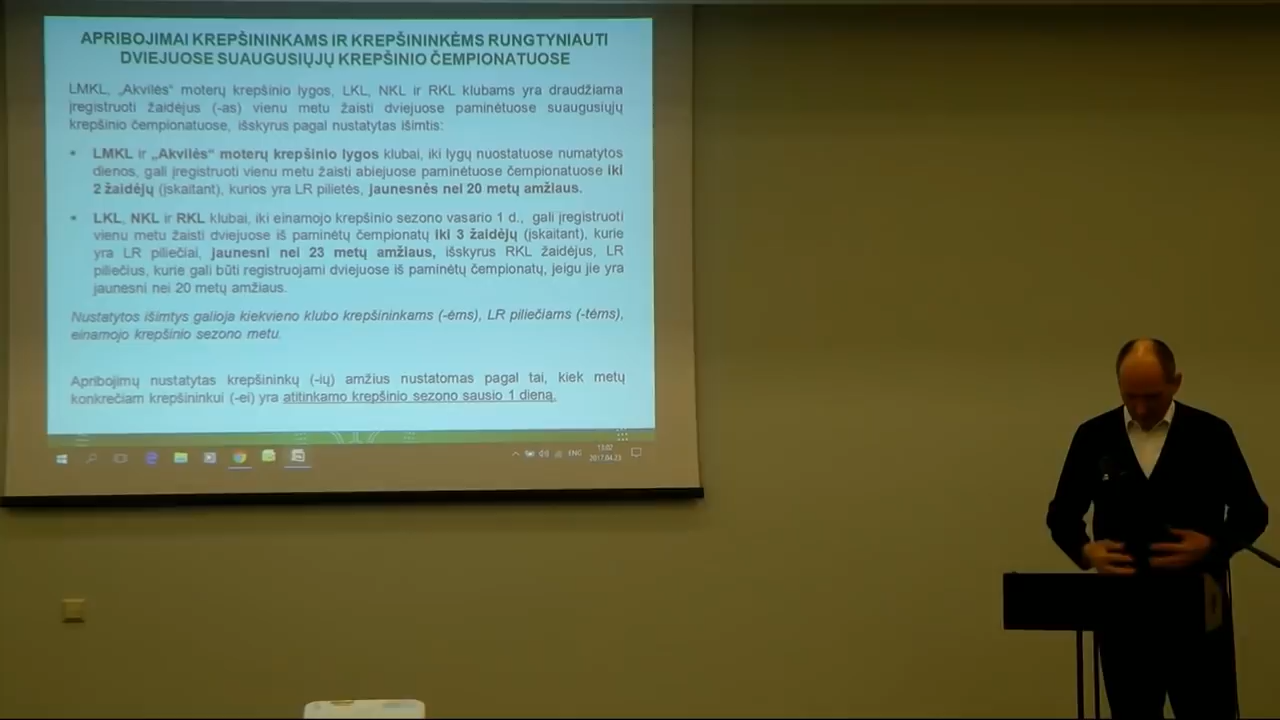 APRIBOJIMAI KREPŠININKAMS IR KREPŠININKĖMS RUNGTYNIAUTI
DVIEJUOSE SUAUGUSIŲJŲ KREPŠINIO ČEMPIONATUOSE
LMKL, „Akvilės“ moterų krepšinio lygos, LKL, NKL ir RKL klubams yra draudžiama
įregistruoti žaidėjus (-as) vienu metu žaisti dviejuose paminėtuose suaugusiųjų
krepšinio čempionatuose, išskyrus pagal nustatytas išimtis:
• LMKL ir „Akvilės“ moterų krepšinio lygos klubai, iki lygų nuostatuose numatytos
dienos, gali įregistruoti vienu metu žaisti abiejuose paminėtuose čempionatuose iki
2 žaidėjų (įskaitant), kurios yra LR pilietės, jaunesnės nei 20 metų amžiaus.
• LKL, NKL ir RKL klubai, iki einamojo krepšinio sezono vasario 1 d., gali įregistruoti
vienu metu žaisti dviejuose iš paminėtų čempionatų iki 3 žaidėjų (įskaitant), kurie
yra LR piliečiai, jaunesni nei 23 metų amžiaus, išskyrus RKL žaidėjus, LR
piliečius, kurie gali būti registruojami dviejuose iš paminėtų čempionatų, jeigu jie yra
jaunesni nei 20 metų amžiaus.
Nustatytos išimtys galioja kiekvieno klubo krepšininkams (-ėms), LR piliečiams (-tėms),
einamojo krepšinio sezono metu.
Apribojimų nustatytas krepšininkų (-ių) amžius nustatomas pagal tai, kiek metų
konkrečiam krepšininkui (-ei) yra atitinkamo krepšinio sezono sausio 1 dieną.
ENG
13:02
2017.04.23